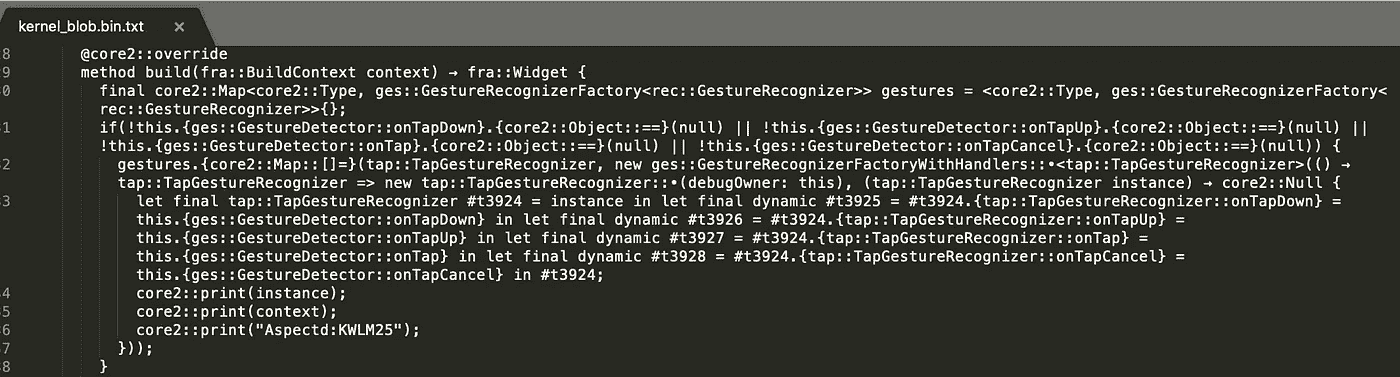 kernel_blob.bin.txt ×
8 @core2::override
9 method build(fra::BuildContext context) → fra::Widget {
0 final core2::Map<core2::Type, ges::GestureRecognizerFactory<rec::GestureRecognizer>> gestures = <core2::Type, ges::GestureRecognizerFactory<
rec::GestureRecognizer>>{};
1 if(!this.{ges::GestureDetector::onTapDown}.{core2::Object::==}(null) || !this.{ges::GestureDetector::onTapUp}.{core2::Object::==}(null) ||
!this.{ges::GestureDetector::onTap}.{core2::Object::==}(null) || !this.{ges::GestureDetector::onTapCancel}.{core2::Object::==}(null)) {
2 gestures.{core2::Map::[]=}(tap::TapGestureRecognizer, new ges::GestureRecognizerFactoryWithHandlers::•<tap::TapGestureRecognizer>(() →
tap::TapGestureRecognizer => new tap::TapGestureRecognizer::•(debugOwner: this), (tap::TapGestureRecognizer instance) → core2::Null {
3 let final tap::TapGestureRecognizer #t3924 = instance in let final dynamic #t3925 = #t3924.{tap::TapGestureRecognizer::onTapDown} =
this.{ges::GestureDetector::onTapDown} in let final dynamic #t3926 = #t3924.{tap::TapGestureRecognizer::onTapUp} =
this.{ges::GestureDetector::onTapUp} in let final dynamic #t3927 = #t3924.{tap::TapGestureRecognizer::onTap} =
this.{ges::GestureDetector::onTap} in let final dynamic #t3928 = #t3924.{tap::TapGestureRecognizer::onTapCancel} =
this.{ges::GestureDetector::onTapCancel} in #t3924;
4 core2::print(instance);
5 core2::print(context);
6 core2::print("Aspectd:KWLM25");
7 }));
8 }